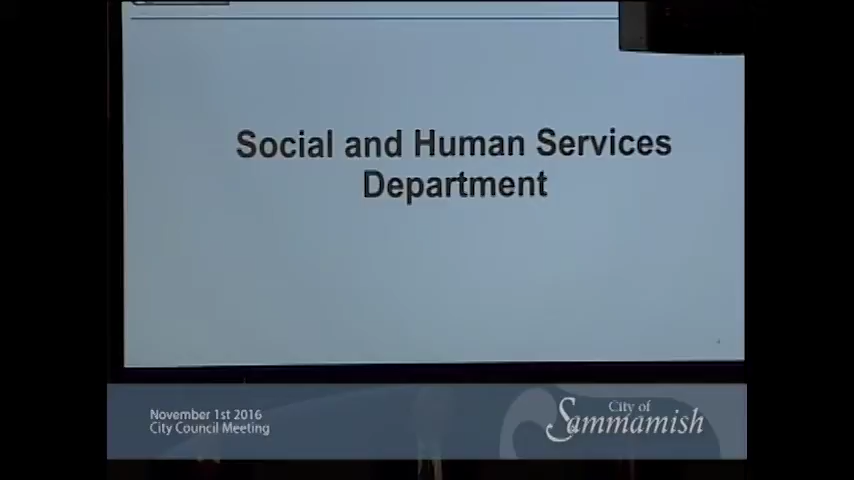 Social and Human Services
Department
November 1st 2016
City Council Meeting
City of
Sammamish